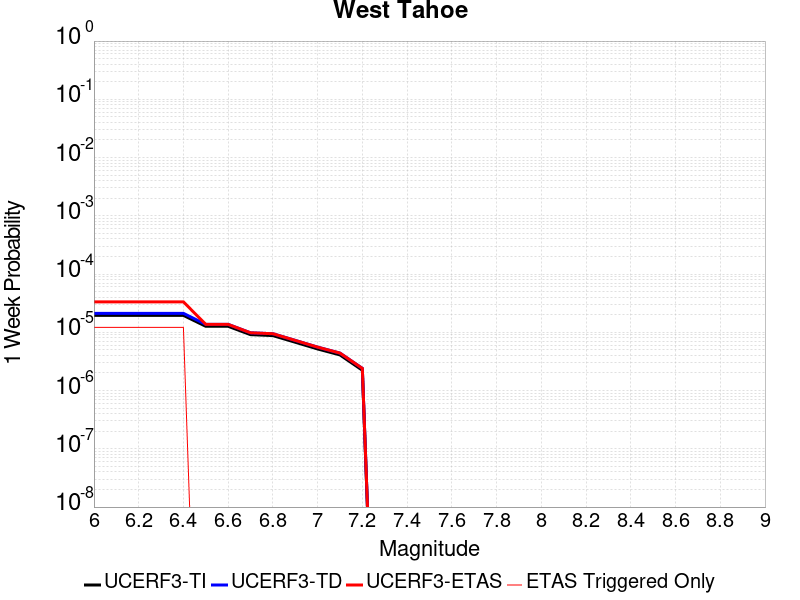 West Tahoe
10^0
10^-1
10^-2
10^-3
10^-4
10^-5
10^-6
10^-7
10^-8
1 Week Probability
6 6.2 6.4 6.6 6.8 7 7.2 7.4 7.6 7.8 8 8.2 8.4 8.6 8.8 9
Magnitude
UCERF3-TI UCERF3-TD UCERF3-ETAS ETAS Triggered Only